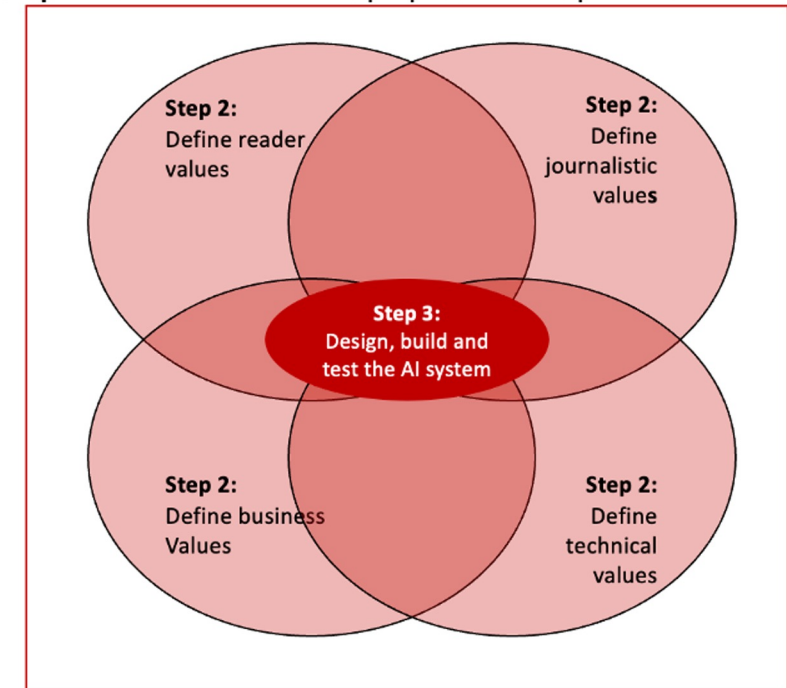 Step 2:
Define reader
values
Step 2:
Define
journalistic
values
Step 3:
Design, build and
test the AI system
Step 2:
Define business
Values
Step 2:
Define
technical
values